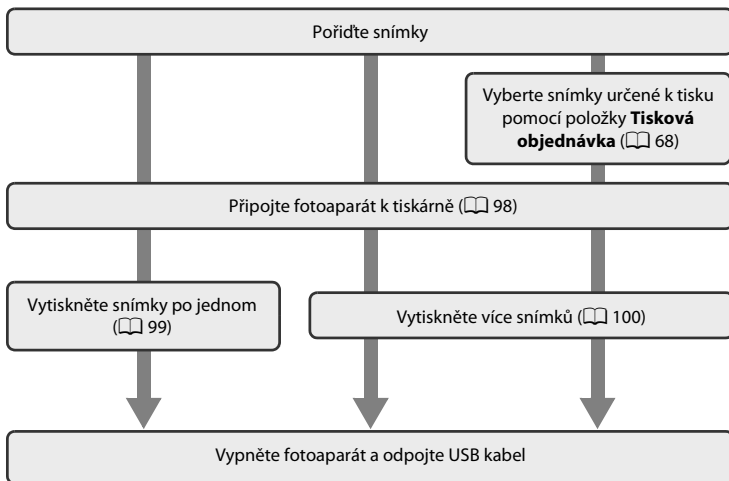 Pořiďte snímky
Vyberte snímky určené k tisku
pomocí položky Tisková
objednávka (📖 68)
Připojte fotoaparát k tiskárně (📖 98)
Vytiskněte snímky po jednom
(📖 99)
Vytiskněte více snímků (📖 100)
Vypněte fotoaparát a odpojte USB kabel